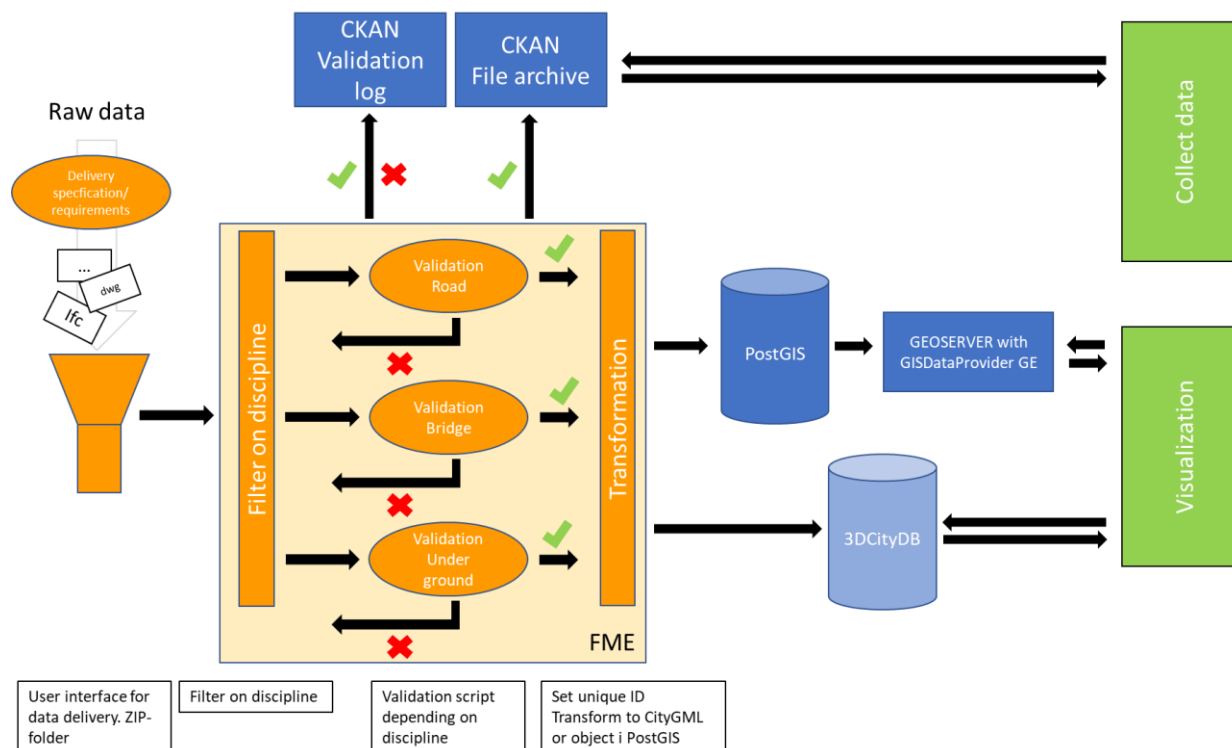 CKAN
Validation
log
CKAN
File archive
Raw data
Delivery
specfication/
requirements
...
dwg
Ifc
Filter on discipline
Validation
Road
Validation
Bridge
Validation
Under
ground
Transformation
FME
PostGIS
GEOSERVER with
GISDataProvider GE
3DCityDB
Collect data
Visualization
User interface for
data delivery. ZIP-
folder
Filter on discipline
Validation script
depending on
discipline
Set unique ID
Transform to CityGML
or object i PostGIS